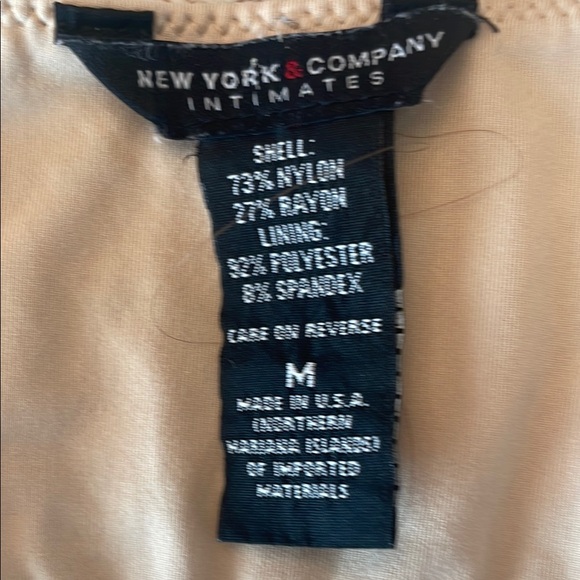 NEW YORK & COMPANY
INTIMATES
SHELL:
73% NYLON
27% RAYON
LINING:
92% POLYESTER
8% SPANDEX
CARE ON REVERSE
M
MADE IN U.S.A.
(NORTHERN
MARIANA ISLANDS)
OF IMPORTED
MATERIALS